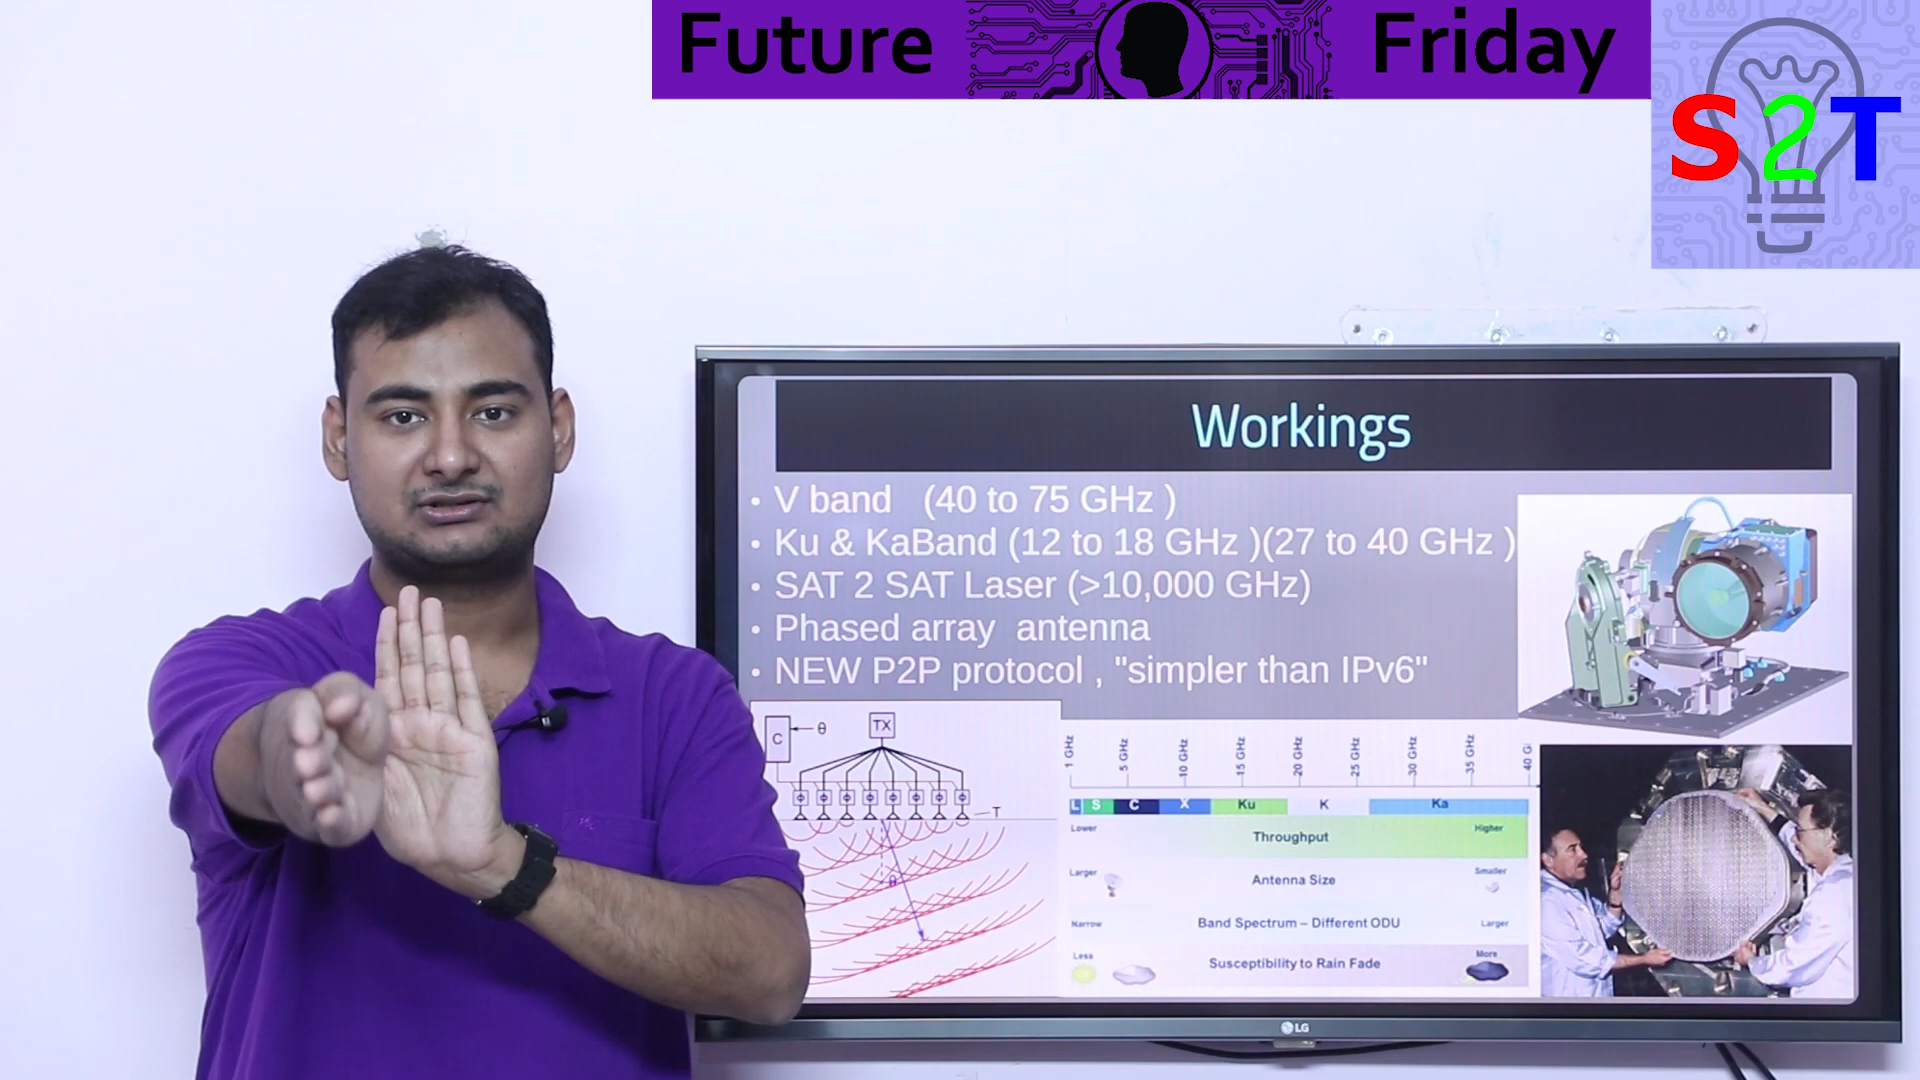 Future Friday
S2T
Workings
• V band (40 to 75 GHz )
• Ku & KaBand (12 to 18 GHz )(27 to 40 GHz )
• SAT 2 SAT Laser (>10,000 GHz)
• Phased array antenna
• NEW P2P protocol , "simpler than IPv6"
C θ TX
Φ Φ Φ Φ Φ Φ Φ Φ
T
θ
1 GHz 5 GHz 10 GHz 15 GHz 20 GHz 25 GHz 30 GHz 35 GHz 40 G
L S C X Ku K Ka
Lower Throughput Higher
Larger Antenna Size Smaller
Narrow Band Spectrum – Different ODU Larger
Less Susceptibility to Rain Fade More
LG